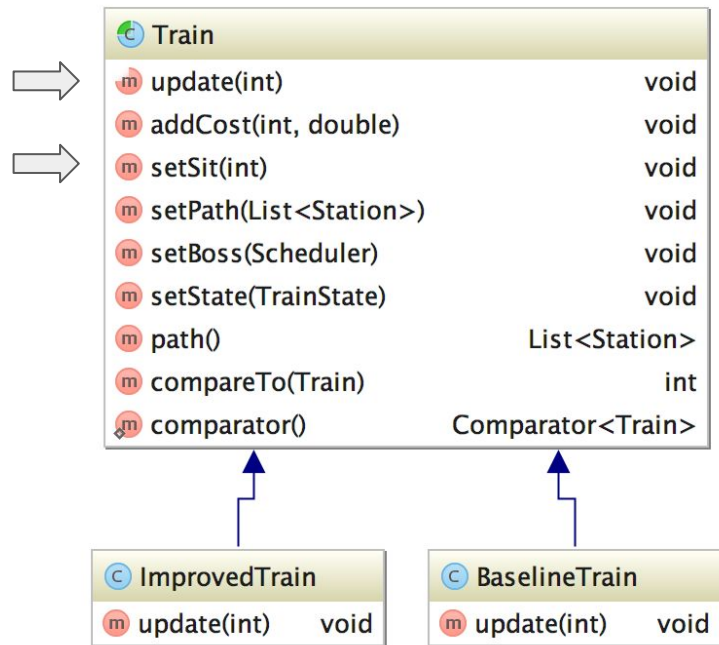 Train
update(int) void
addCost(int, double) void
setSit(int) void
setPath(List<Station>) void
setBoss(Scheduler) void
setState(TrainState) void
path() List<Station>
compareTo(Train) int
comparator() Comparator<Train>
ImprovedTrain
update(int) void
BaselineTrain
update(int) void